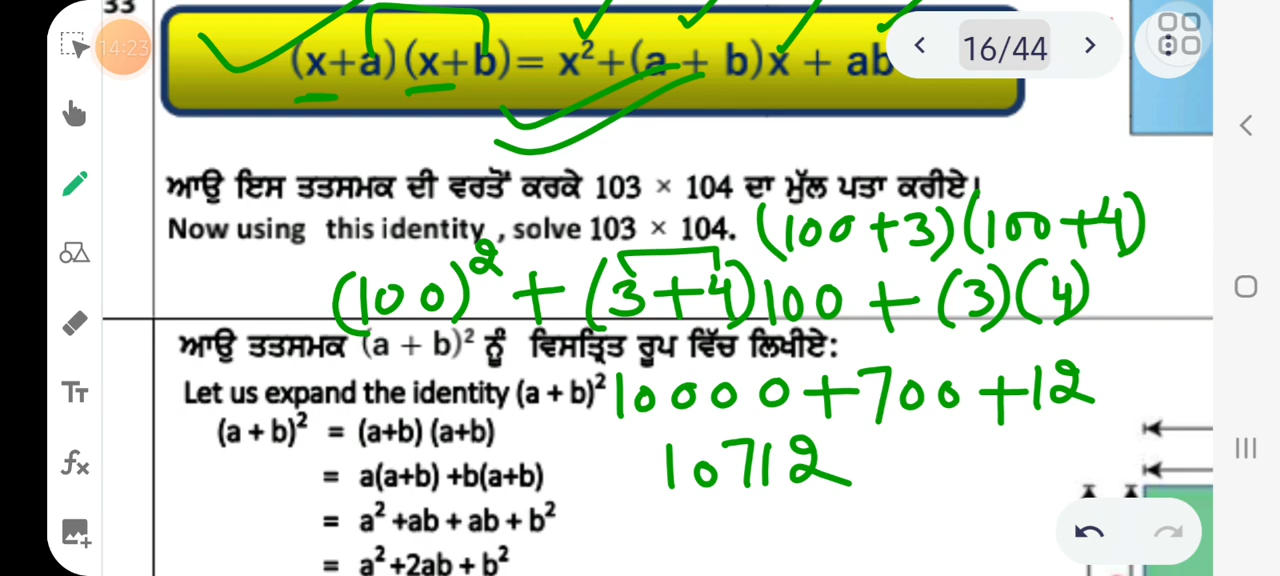 33
14:23
16/44
(x+a)(x+b)= x²+(a + b)x + ab
ਆਉ ਇਸ ਤਤਸਮਕ ਦੀ ਵਰਤੋਂ ਕਰਕੇ 103 × 104 ਦਾ ਮੁੱਲ ਪਤਾ ਕਰੀਏ।
Now using this identity , solve 103 × 104. (100+3)(100+4)
(100)² + (3+4)100 + (3)(4)
ਆਉ ਤਤਸਮਕ (a + b)² ਨੂੰ ਵਿਸਤ੍ਰਿਤ ਰੂਪ ਵਿੱਚ ਲਿਖੀਏ:
Let us expand the identity (a + b)² 10000+700+12
(a + b)² = (a+b) (a+b)
10712
= a(a+b) +b(a+b)
= a² +ab + ab + b²
= a² +2ab + b²
Tт
fx